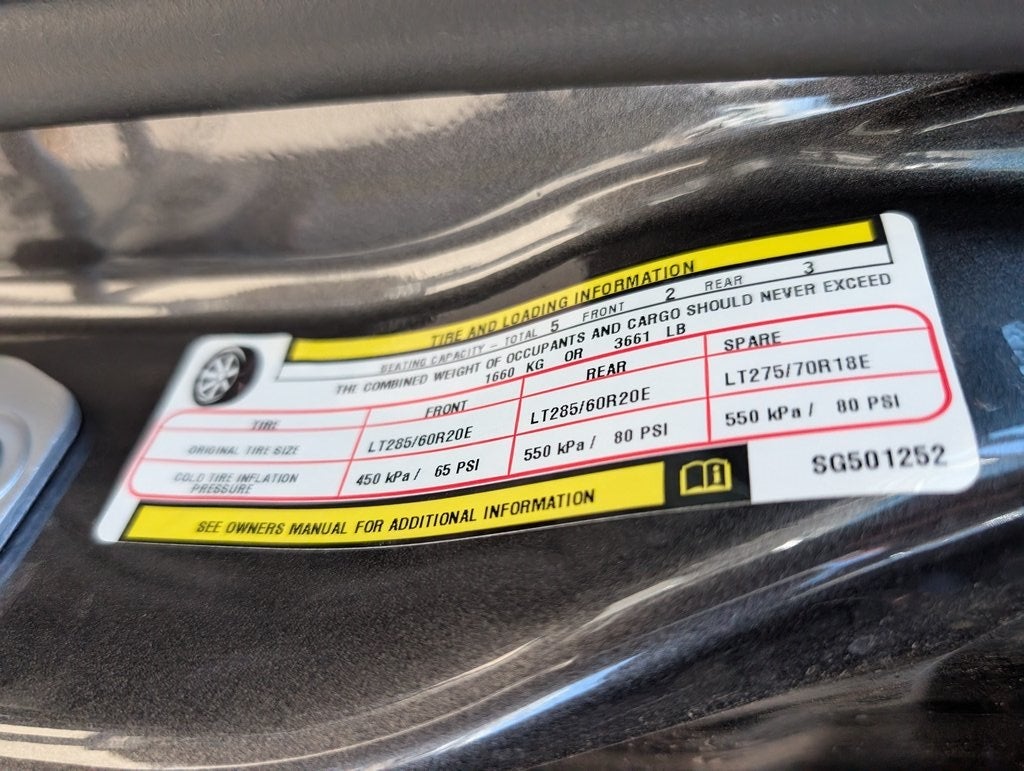 TIRE AND LOADING INFORMATION
SEATING CAPACITY - TOTAL 5 FRONT 2 REAR 3
THE COMBINED WEIGHT OF OCCUPANTS AND CARGO SHOULD NEVER EXCEED
1660 KG OR 3661 LB
TIRE FRONT REAR SPARE
ORIGINAL TIRE SIZE LT285/60R20E LT285/60R20E LT275/70R18E
COLD TIRE INFLATION PRESSURE 450 kPa / 65 PSI 550 kPa / 80 PSI 550 kPa / 80 PSI
SEE OWNERS MANUAL FOR ADDITIONAL INFORMATION
SG501252